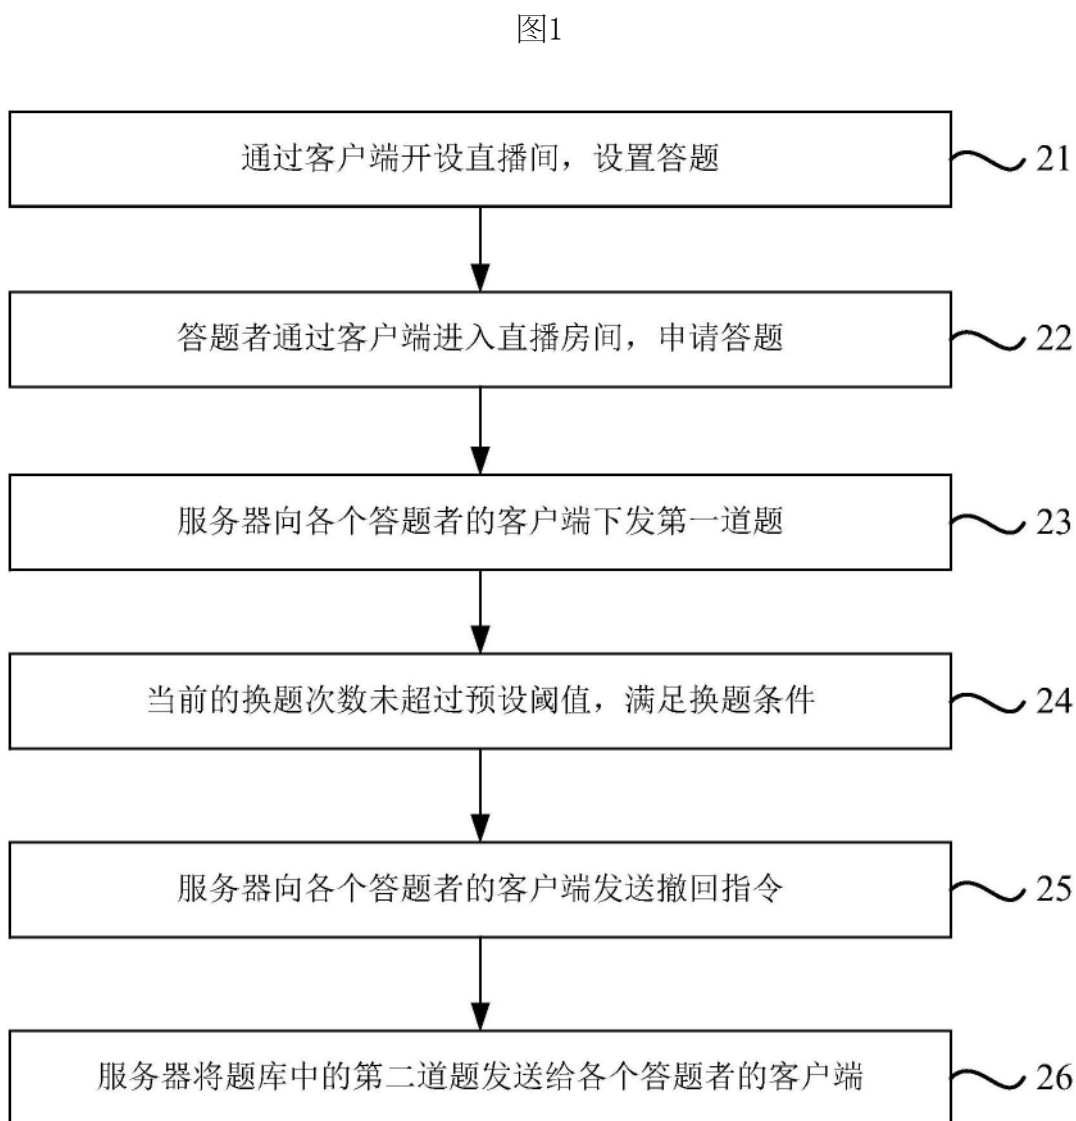 图1
通过客户端开设直播间，设置答题
21
答题者通过客户端进入直播房间，申请答题
22
服务器向各个答题者的客户端下发第一道题
23
当前的换题次数未超过预设阈值，满足换题条件
24
服务器向各个答题者的客户端发送撤回指令
25
服务器将题库中的第二道题发送给各个答题者的客户端
26